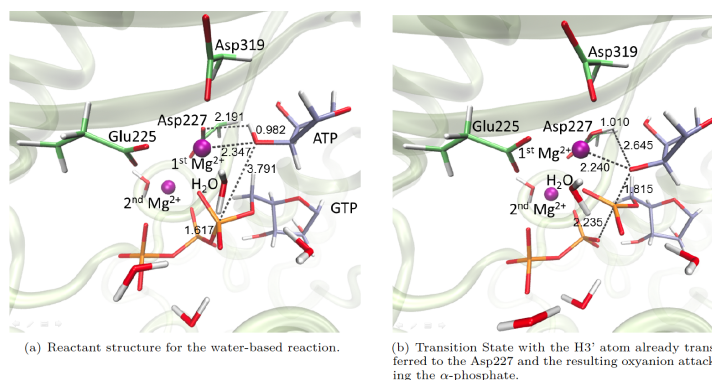 Asp319
Asp227
2.191
0.982
Glu225
ATP
1st Mg2+
2.347
3.791
H2O
2nd Mg2+
GTP
1.617
(a) Reactant structure for the water-based reaction.
Asp319
Glu225
Asp227
1.010
1st Mg2+
2.645
2.240
H2O
1.815
2nd Mg2+
2.235
(b) Transition State with the H3' atom already trans-
ferred to the Asp227 and the resulting oxyanion attack-
ing the α-phosphate.